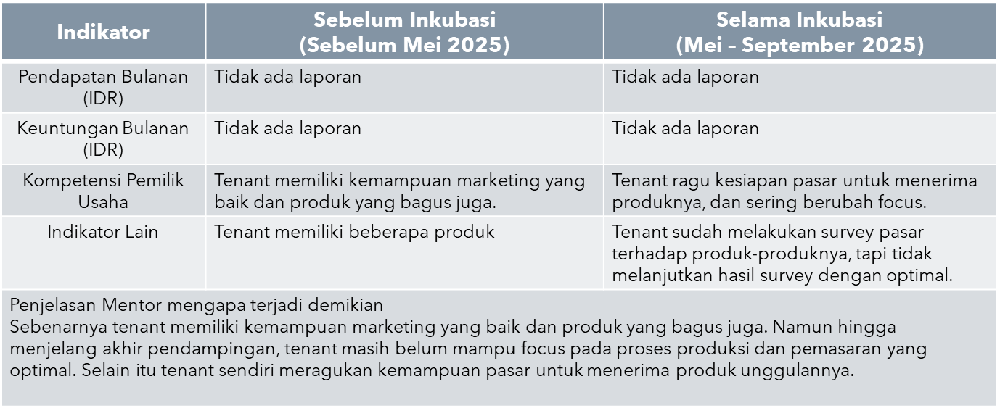 Indikator
Sebelum Inkubasi
(Sebelum Mei 2025)
Selama Inkubasi
(Mei – September 2025)
Pendapatan Bulanan
(IDR)
Tidak ada laporan
Tidak ada laporan
Keuntungan Bulanan
(IDR)
Tidak ada laporan
Tidak ada laporan
Kompetensi Pemilik
Usaha
Tenant memiliki kemampuan marketing yang
baik dan produk yang bagus juga.
Tenant ragu kesiapan pasar untuk menerima
produknya, dan sering berubah focus.
Indikator Lain
Tenant memiliki beberapa produk
Tenant sudah melakukan survey pasar
terhadap produk-produknya, tapi tidak
melanjutkan hasil survey dengan optimal.
Penjelasan Mentor mengapa terjadi demikian
Sebenarnya tenant memiliki kemampuan marketing yang baik dan produk yang bagus juga. Namun hingga
menjelang akhir pendampingan, tenant masih belum mampu focus pada proses produksi dan pemasaran yang
optimal. Selain itu tenant sendiri meragukan kemampuan pasar untuk menerima produk unggulannya.